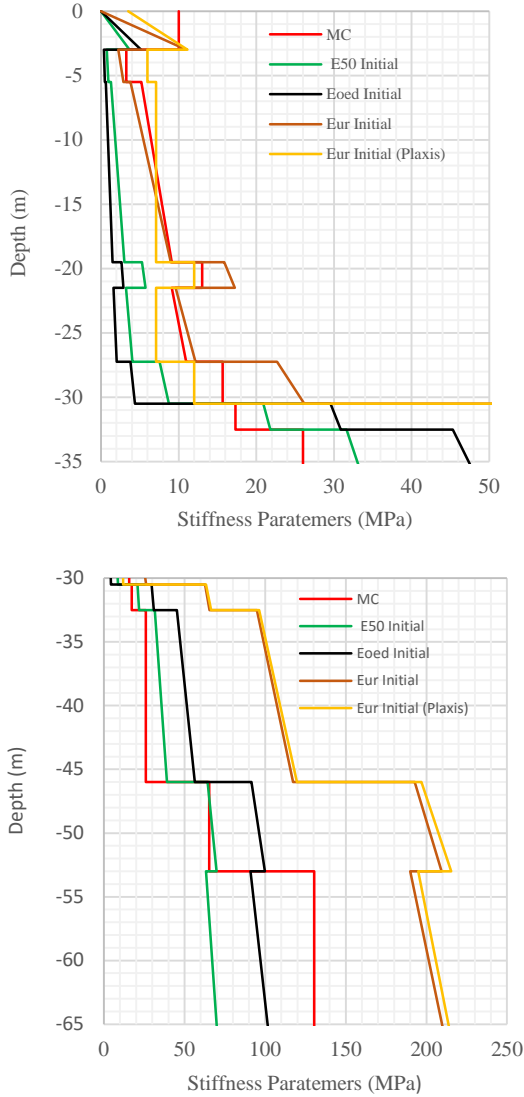 -0
-5
-10
-15
-20
-25
-30
-35
0 10 20 30 40 50
Depth (m)
Stiffness Paratemers (MPa)
MC
E50 Initial
Eoed Initial
Eur Initial
Eur Initial (Plaxis)
-30
-35
-40
-45
-50
-55
-60
-65
0 50 100 150 200 250
Depth (m)
Stiffness Paratemers (MPa)
MC
E50 Initial
Eoed Initial
Eur Initial
Eur Initial (Plaxis)